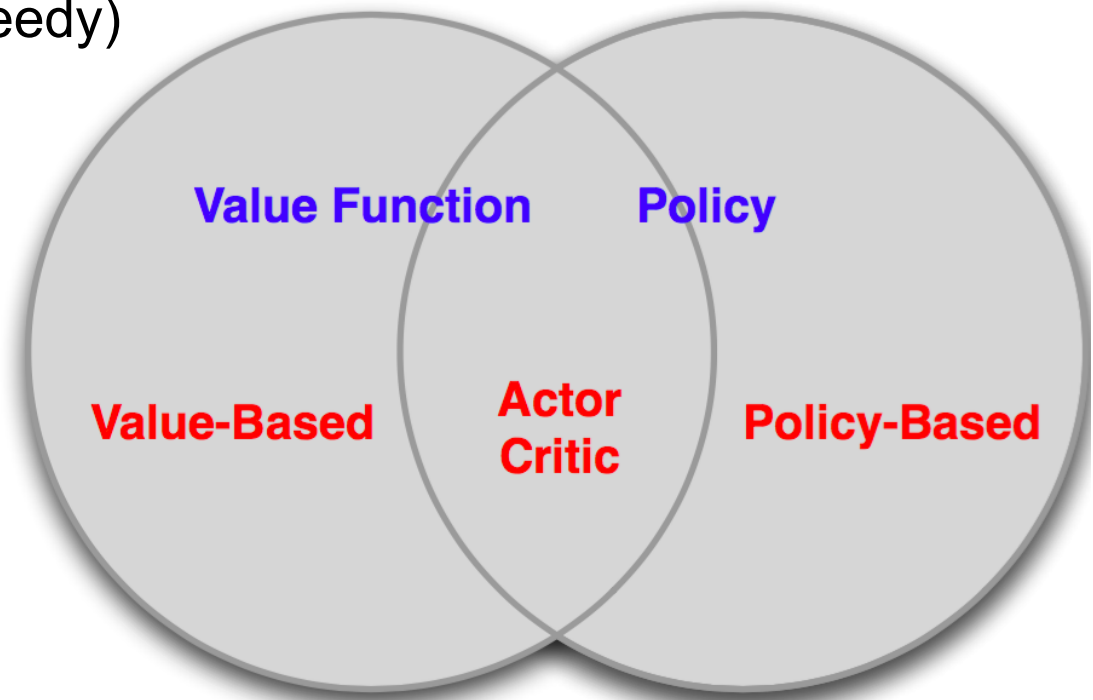 eedy)
Value Function Policy
Value-Based
Actor
Critic
Policy-Based